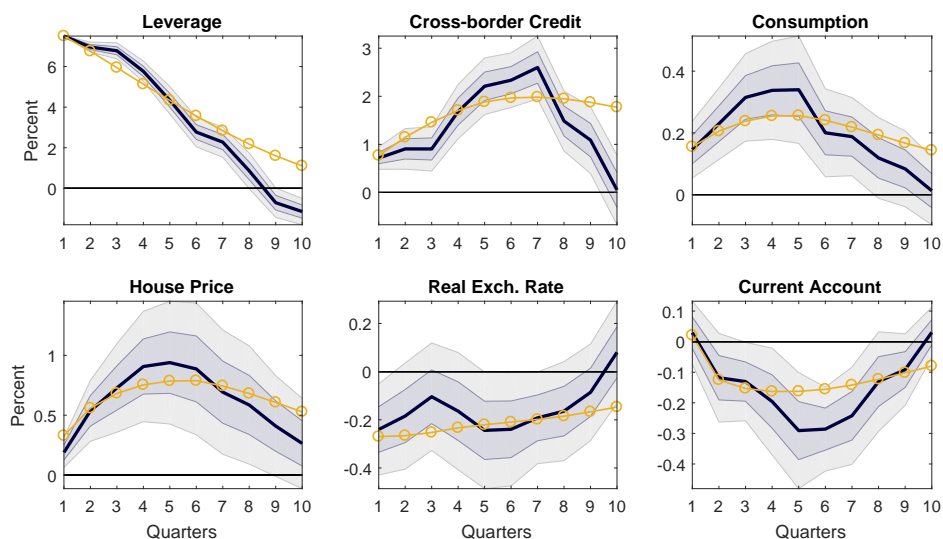 Leverage Cross-border Credit Consumption
Percent
6
4
2
0
1 2 3 4 5 6 7 8 9 10
3
2
1
0
1 2 3 4 5 6 7 8 9 10
0.4
0.2
0
1 2 3 4 5 6 7 8 9 10
House Price Real Exch. Rate Current Account
Percent
1
0.5
0
1 2 3 4 5 6 7 8 9 10
Quarters
0.2
0
-0.2
-0.4
1 2 3 4 5 6 7 8 9 10
Quarters
0.1
0
-0.1
-0.2
-0.3
-0.4
1 2 3 4 5 6 7 8 9 10
Quarters